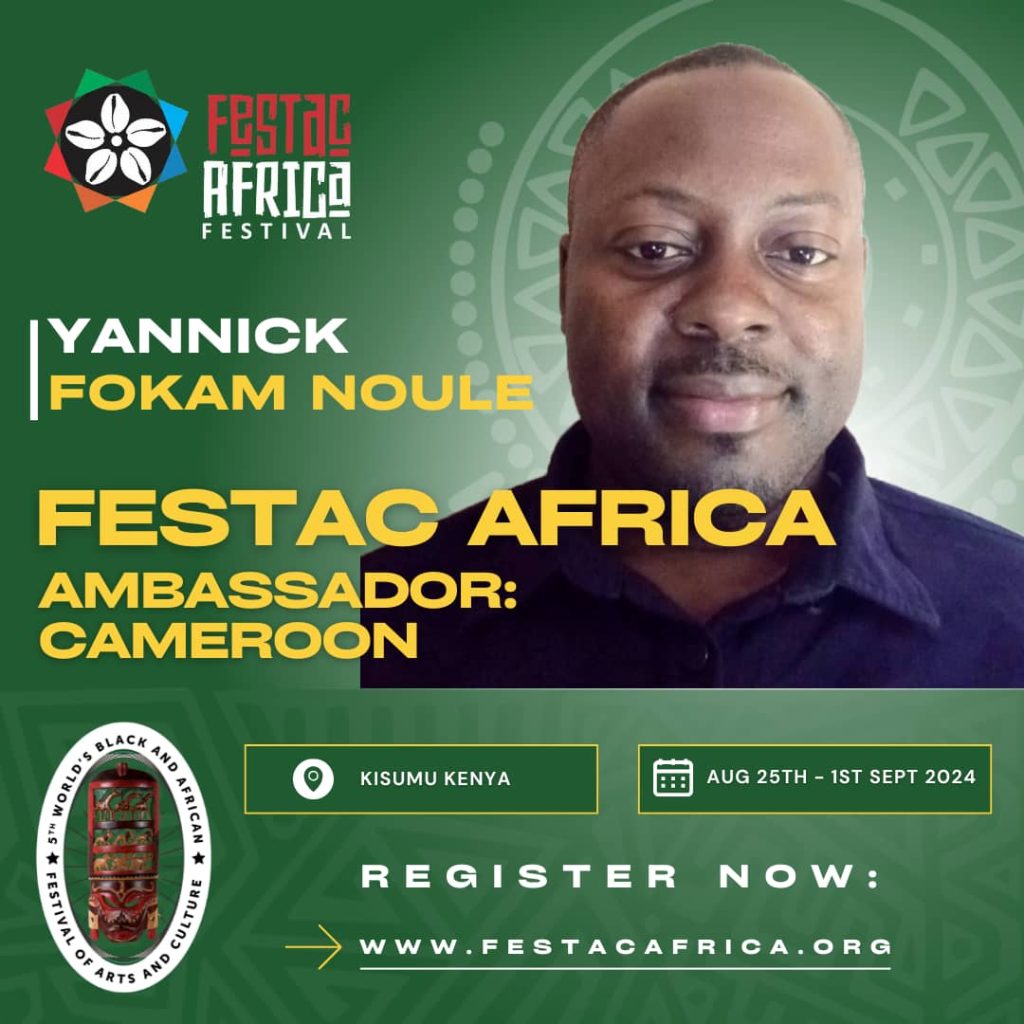 FESTAC
AFRICA
FESTIVAL
YANNICK
FOKAM NOULE
FESTAC AFRICA
AMBASSADOR:
CAMEROON
5TH WORLD'S BLACK AND AFRICAN
FESTIVAL OF ARTS AND CULTURE
KISUMU KENYA
AUG 25TH - 1ST SEPT 2024
REGISTER NOW:
WWW.FESTACAFRICA.ORG